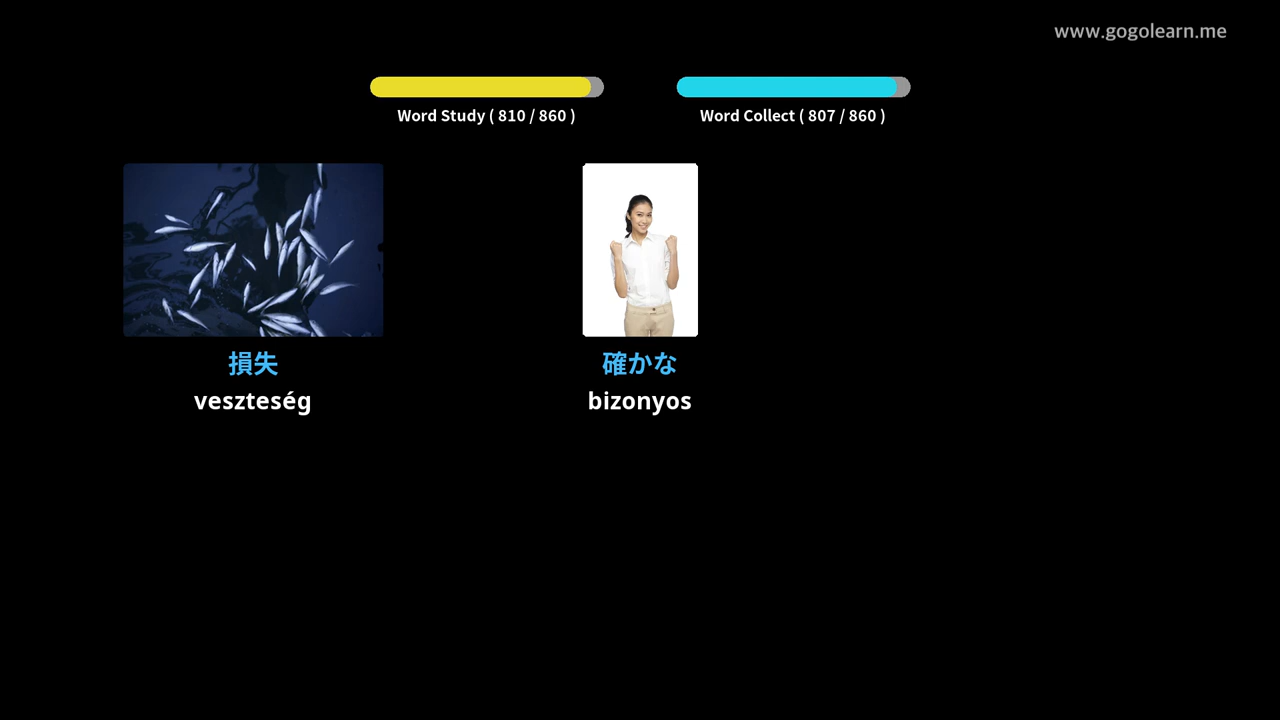 www.gogolearn.me
Word Study ( 810 / 860 )
Word Collect ( 807 / 860 )
損失
veszteség
確かな
bizonyos